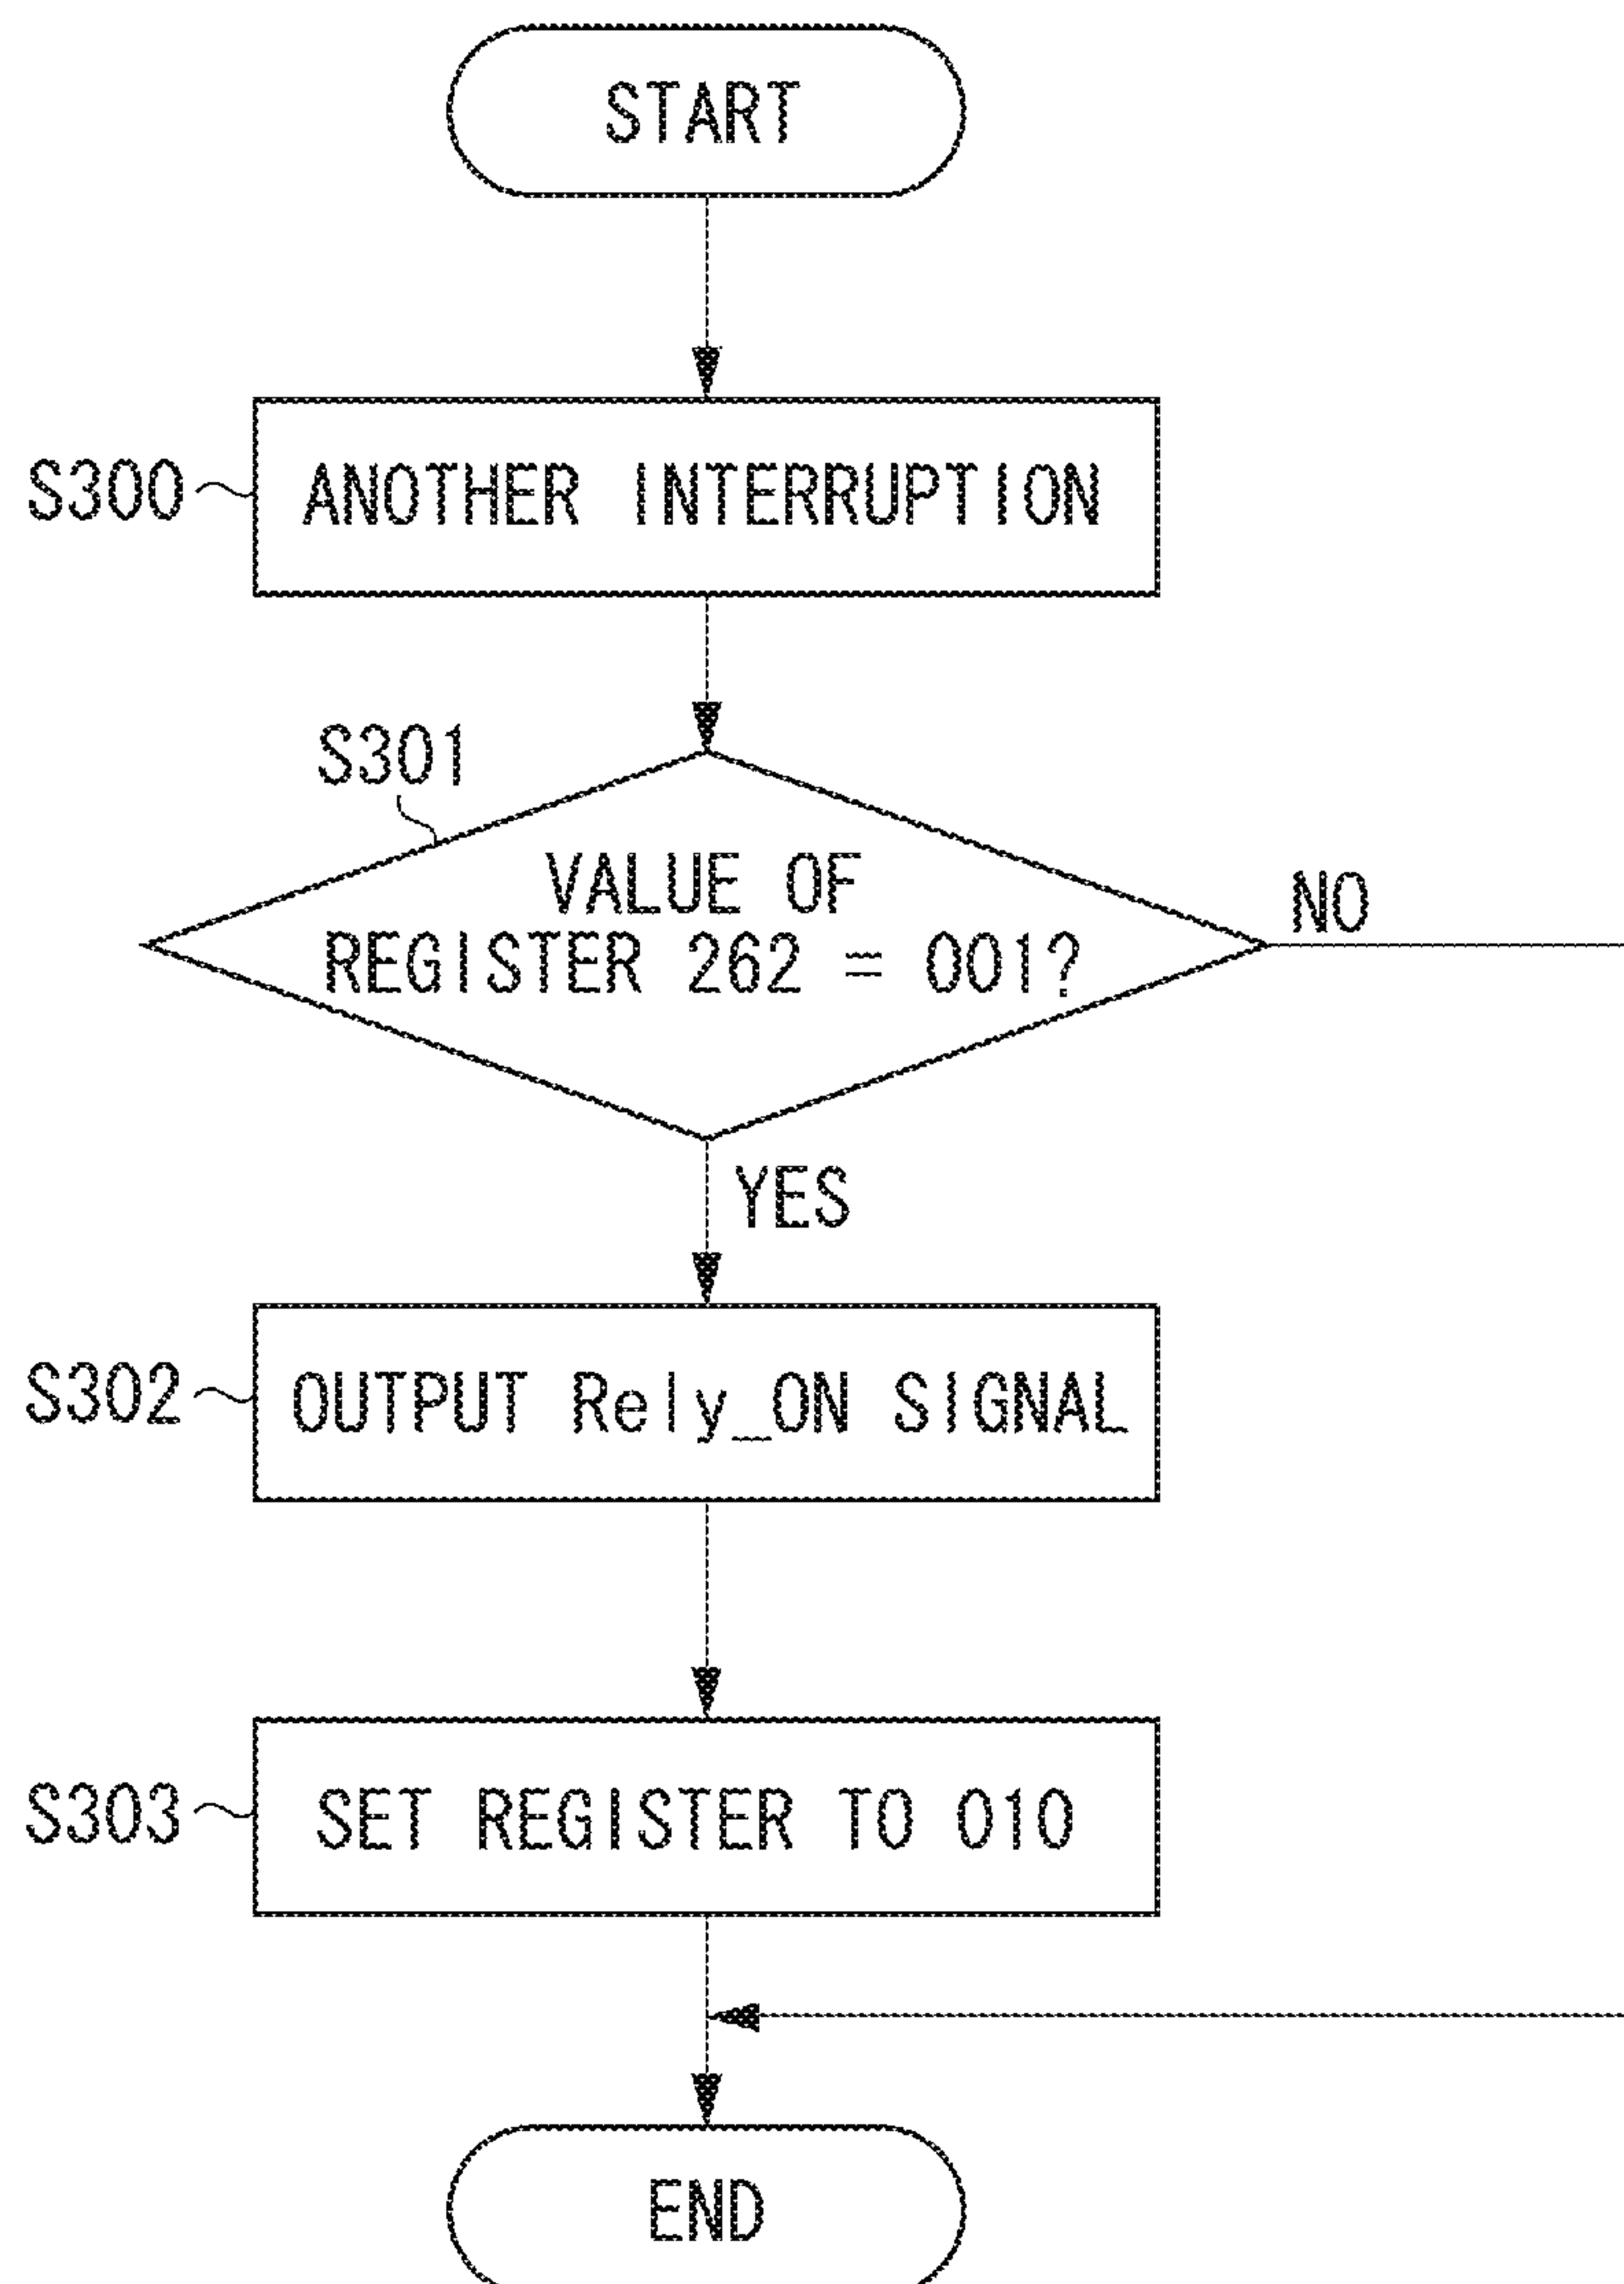 START
S300
ANOTHER INTERRUPTION
S301
VALUE OF
REGISTER 262 = 001?
NO
YES
S302
OUTPUT Rely_ON SIGNAL
S303
SET REGISTER TO 010
END